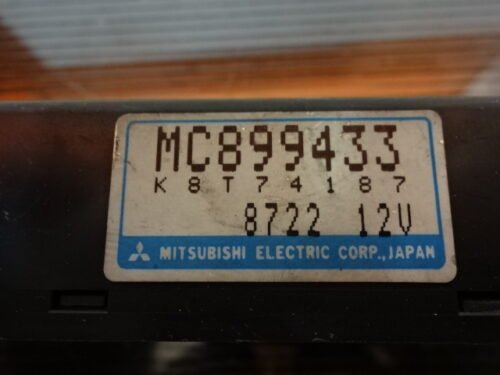 MC899433
K8T74187
8722 12V
MITSUBISHI ELECTRIC CORP., JAPAN